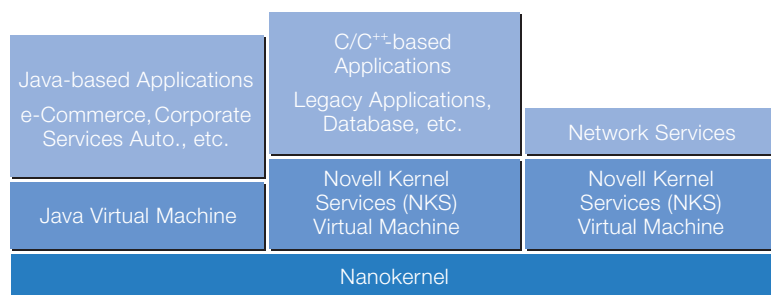 Java-based Applications
e-Commerce, Corporate
Services Auto., etc.
Java Virtual Machine
C/C++-based
Applications
Legacy Applications,
Database, etc.
Novell Kernel
Services (NKS)
Virtual Machine
Network Services
Novell Kernel
Services (NKS)
Virtual Machine
Nanokernel